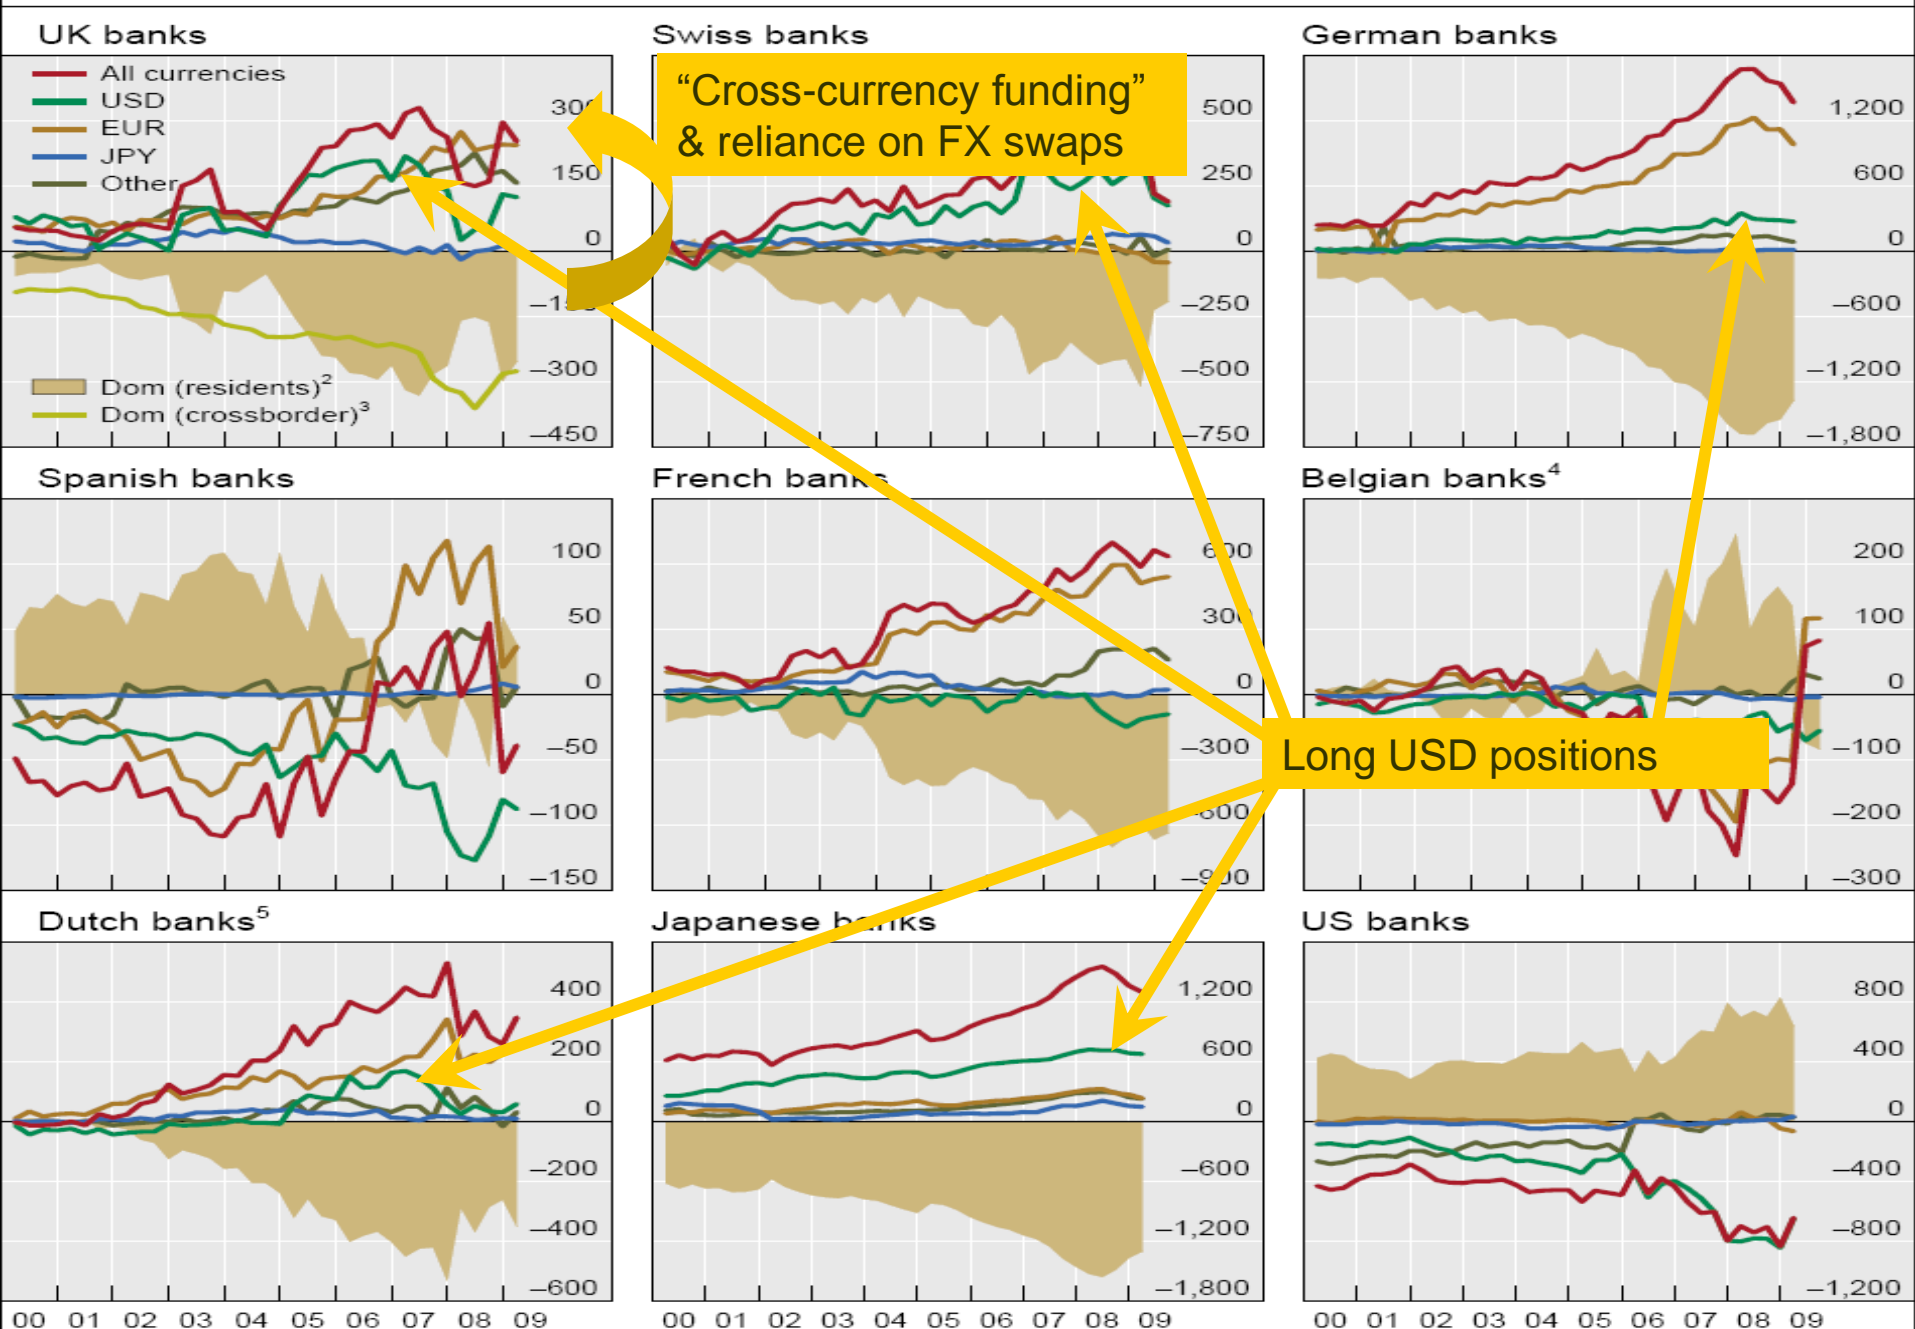 UK banks
All currencies
USD
EUR
JPY
Other
Dom (residents)2
Dom (crossborder)3
300
150
0
–300
–450
Swiss banks
“Cross-currency funding”
& reliance on FX swaps
500
250
0
–250
–500
–750
German banks
1,200
600
0
–600
–1,200
–1,800
Spanish banks
100
50
0
–50
–100
–150
French banks
600
300
0
–300
–600
–900
Belgian banks4
200
100
0
–100
–200
–300
Long USD positions
Dutch banks5
400
200
0
–200
–400
–600
00 01 02 03 04 05 06 07 08 09
Japanese banks
1,200
600
0
–600
–1,200
–1,800
00 01 02 03 04 05 06 07 08 09
US banks
800
400
0
–400
–800
–1,200
00 01 02 03 04 05 06 07 08 09